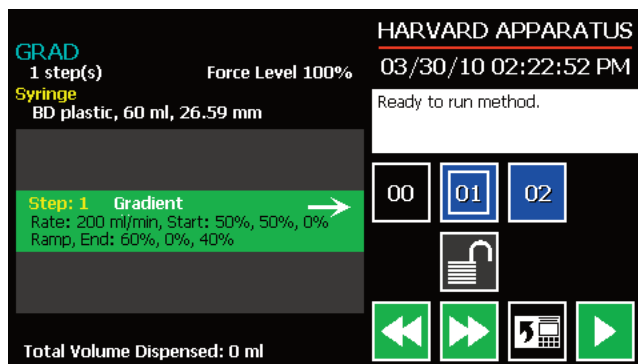 GRAD
1 step(s) Force Level 100%
Syringe
BD plastic, 60 ml, 26.59 mm
Step: 1 Gradient
Rate: 200 ml/min, Start: 50%, 50%, 0%
Ramp, End: 60%, 0%, 40%
Total Volume Dispensed: 0 ml
HARVARD APPARATUS
03/30/10 02:22:52 PM
Ready to run method.
00 01 02